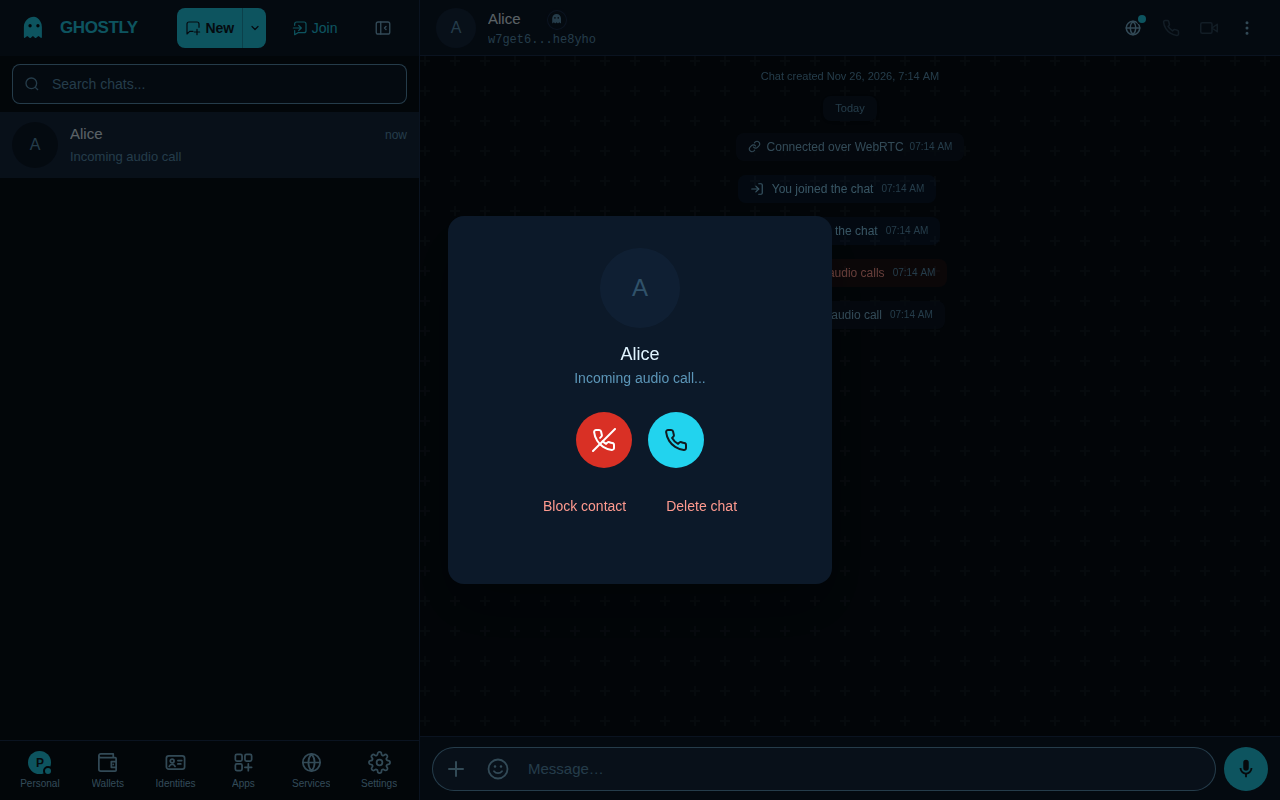 GHOSTLY
New
Join
Search chats...
A
Alice
now
Incoming audio call
A
Alice
w7get6...he8yho
Chat created Nov 26, 2026, 7:14 AM
Today
Connected over WebRTC 07:14 AM
You joined the chat 07:14 AM
the chat 07:14 AM
audio calls 07:14 AM
audio call 07:14 AM
A
Alice
Incoming audio call...
Block contact
Delete chat
P
Personal
Wallets
Identities
Apps
Services
Settings
Message...